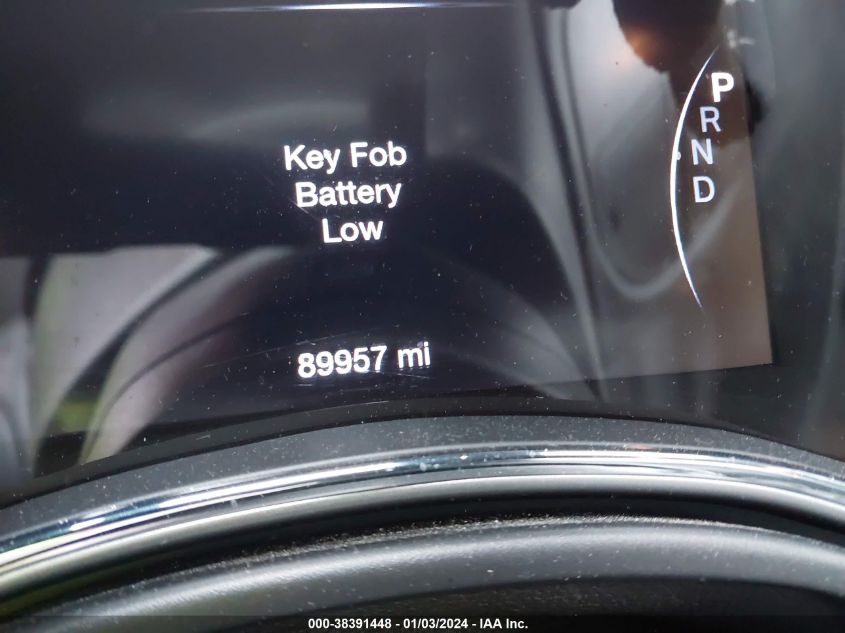 P
R
N
D
Key Fob
Battery
Low
89957 mi
000-38391448 - 01/03/2024 - IAA Inc.